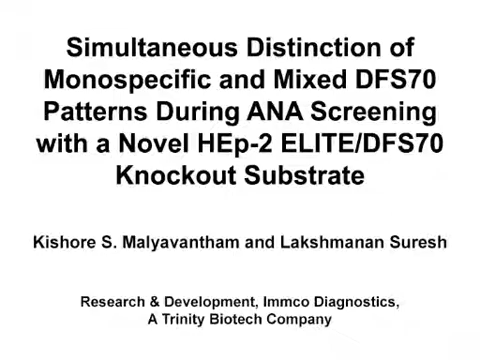 Simultaneous Distinction of
Monospecific and Mixed DFS70
Patterns During ANA Screening
with a Novel HEp-2 ELITE/DFS70
Knockout Substrate
Kishore S. Malyavantham and Lakshmanan Suresh
Research & Development, Immco Diagnostics,
A Trinity Biotech Company